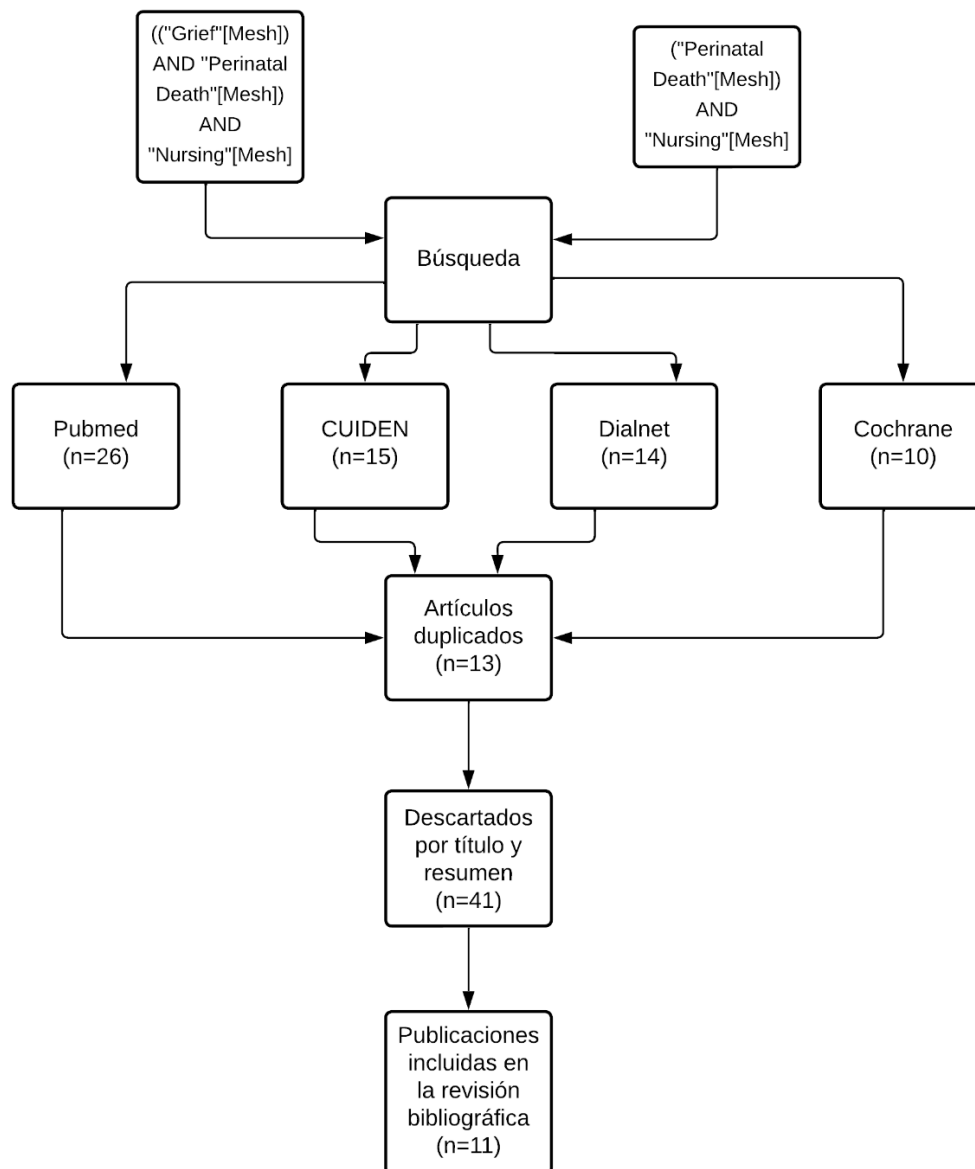 (("Grief"[Mesh])
AND "Perinatal
Death"[Mesh])
AND
"Nursing"[Mesh]
("Perinatal
Death"[Mesh])
AND
"Nursing"[Mesh]
Búsqueda
Pubmed
(n=26)
CUIDEN
(n=15)
Dialnet
(n=14)
Cochrane
(n=10)
Artículos
duplicados
(n=13)
Descartados
por título y
resumen
(n=41)
Publicaciones
incluidas en
la revisión
bibliográfica
(n=11)